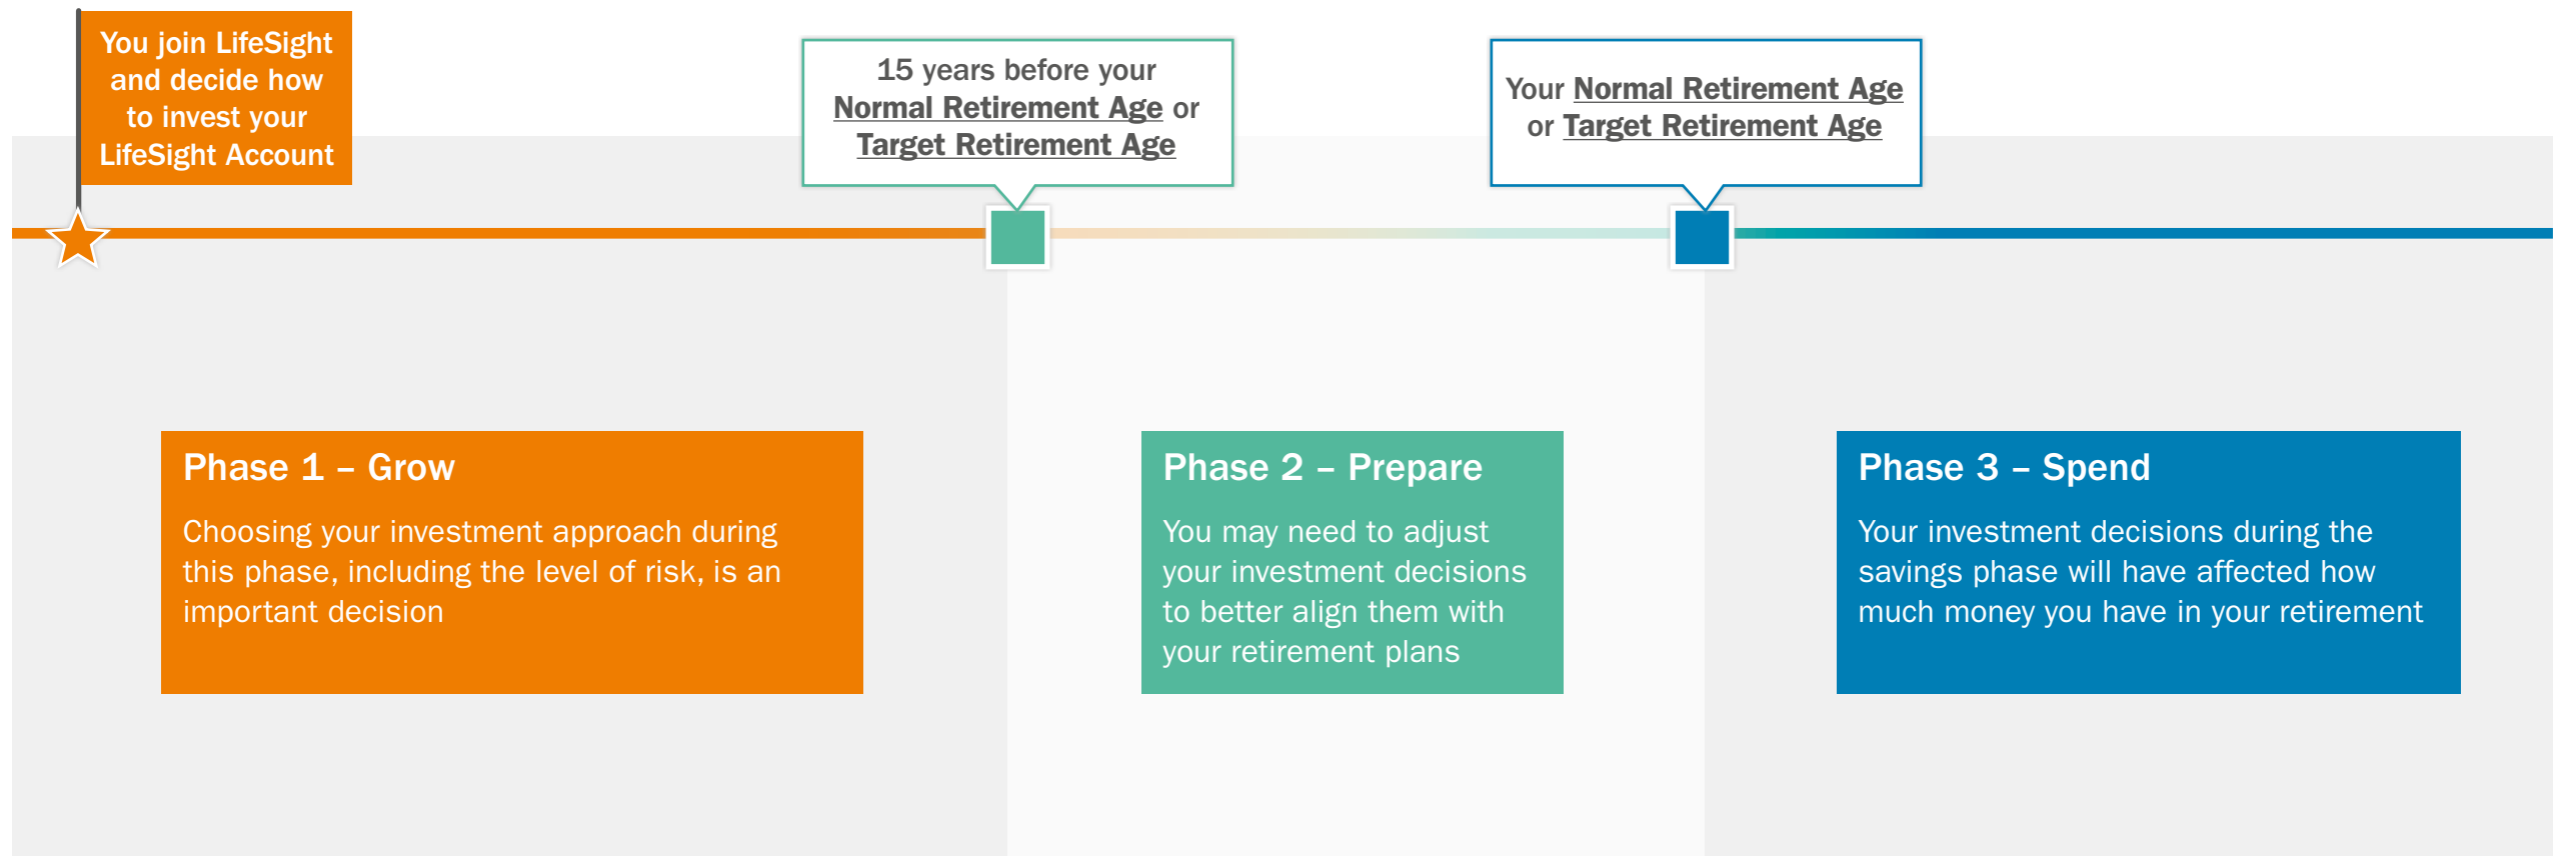 You join LifeSight
and decide how
to invest your
LifeSight Account
15 years before your
Normal Retirement Age or
Target Retirement Age
Your Normal Retirement Age
or Target Retirement Age
Phase 1 – Grow
Choosing your investment approach during
this phase, including the level of risk, is an
important decision
Phase 2 – Prepare
You may need to adjust
your investment decisions
to better align them with
your retirement plans
Phase 3 – Spend
Your investment decisions during the
savings phase will have affected how
much money you have in your retirement